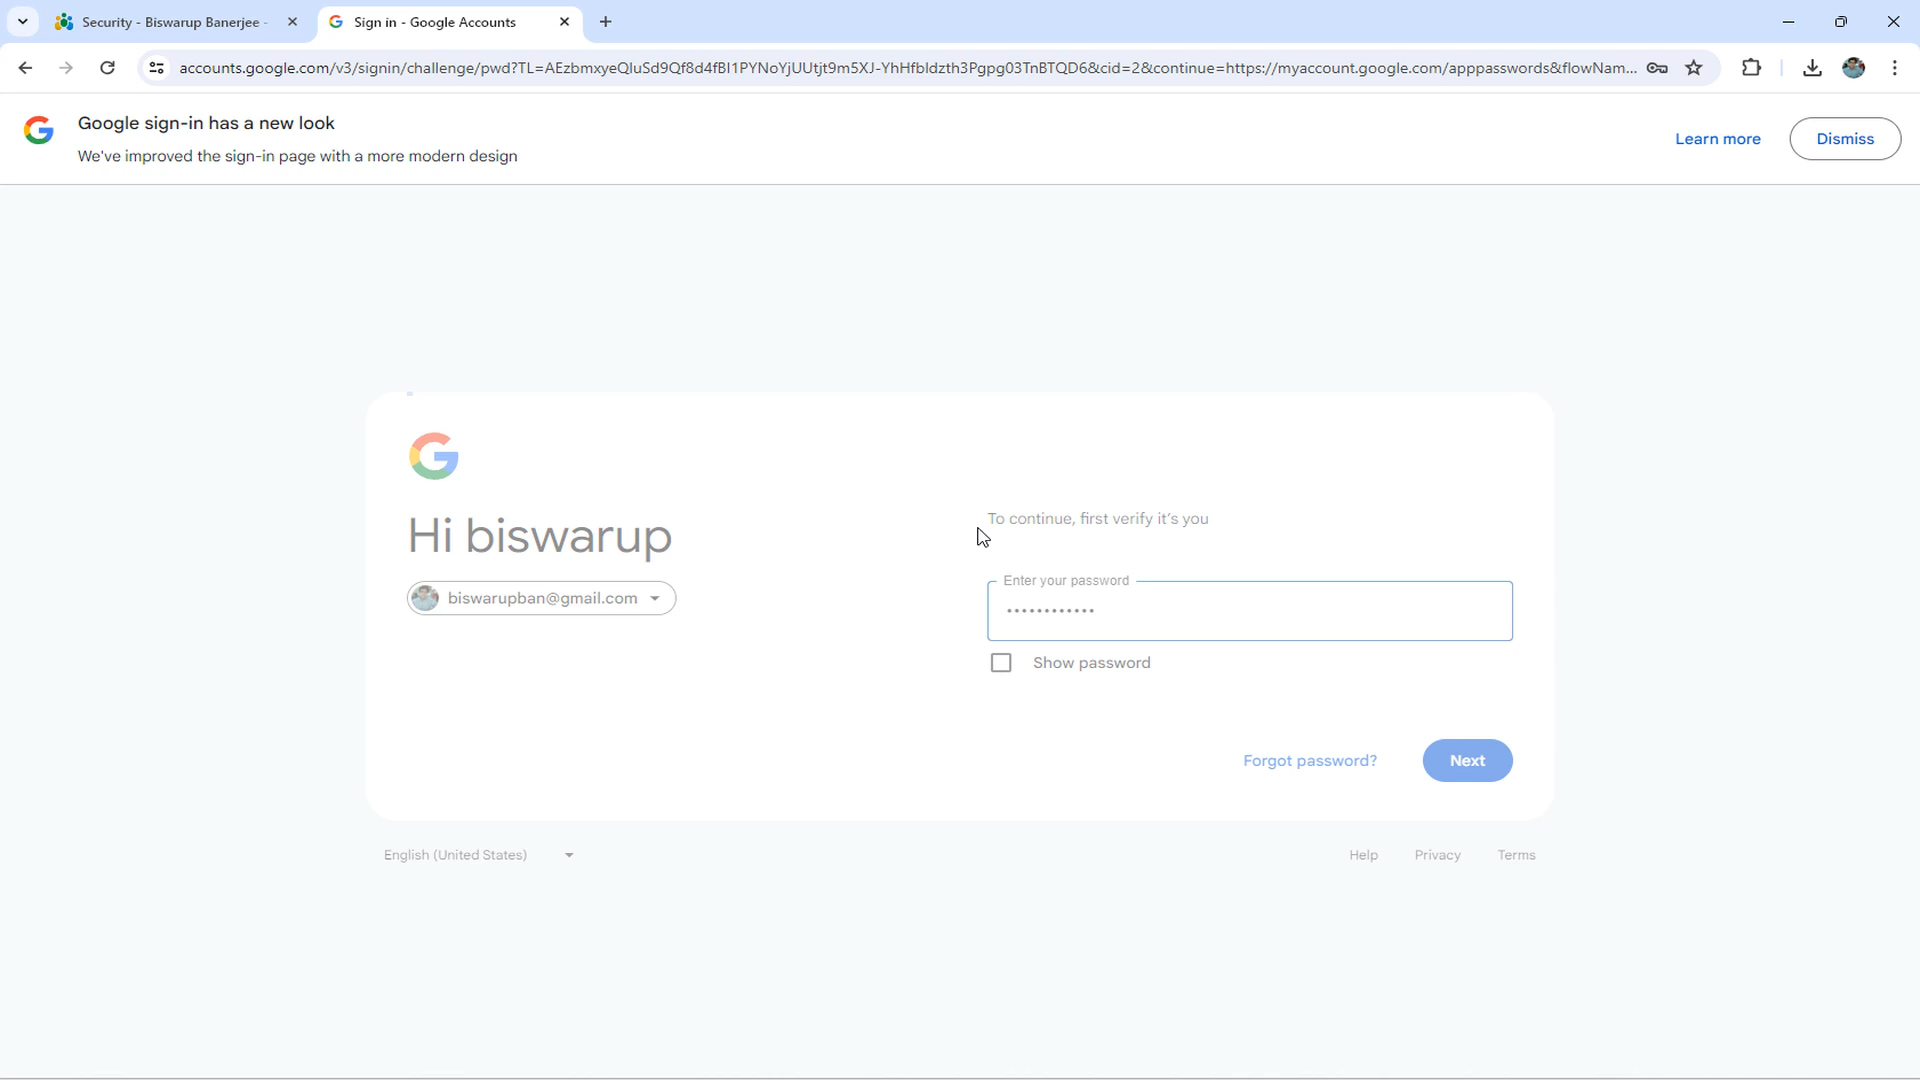 Security - Biswarup Banerjee -
Sign in - Google Accounts
accounts.google.com/v3/signin/challenge/pwd?TL=AEzbmxyeQIuSd9Qf8d4fBI1PYNoYjUUtjt9m5XJ-YhHfbIdzth3Pgpg03TnBTQD6&cid=2&continue=https://myaccount.google.com/apppasswords&flowNam...
Google sign-in has a new look
We've improved the sign-in page with a more modern design
Learn more
Dismiss
Hi biswarup
biswarupban@gmail.com
To continue, first verify it's you
Enter your password
••••••••••••
Show password
Forgot password?
Next
English (United States)
Help
Privacy
Terms